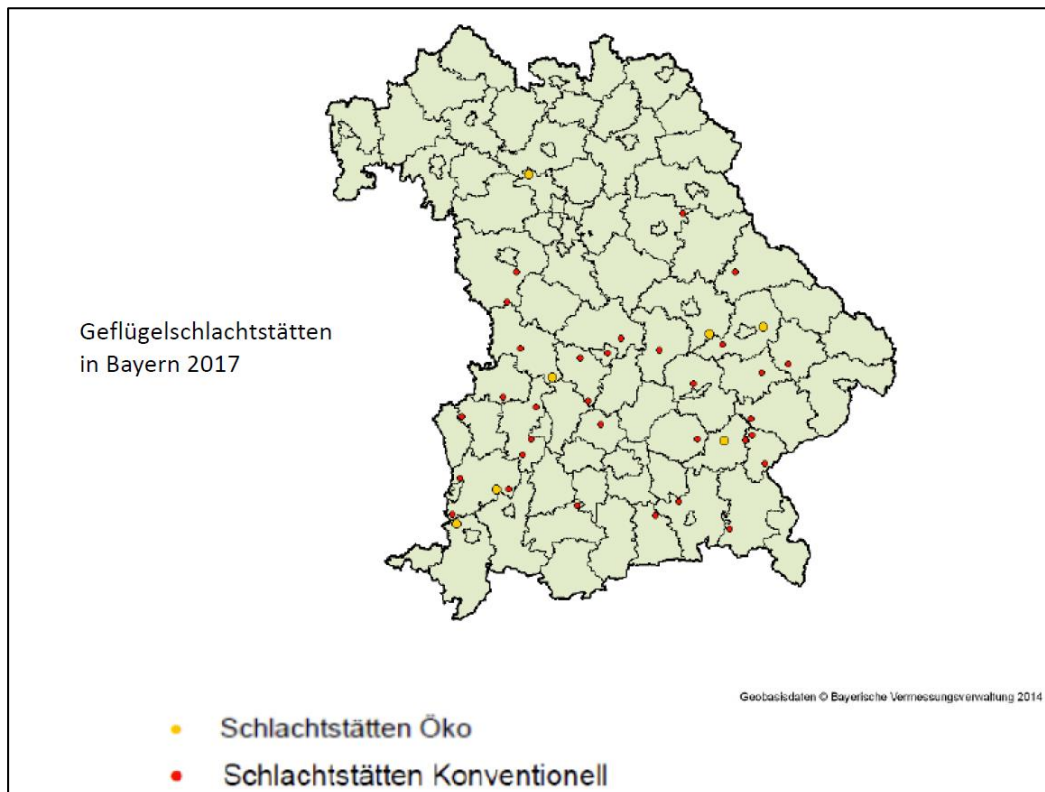 Geflügelschlachtstätten
in Bayern 2017
Geobasisdaten © Bayerische Vermessungsverwaltung 2014
Schlachtstätten Öko
Schlachtstätten Konventionell